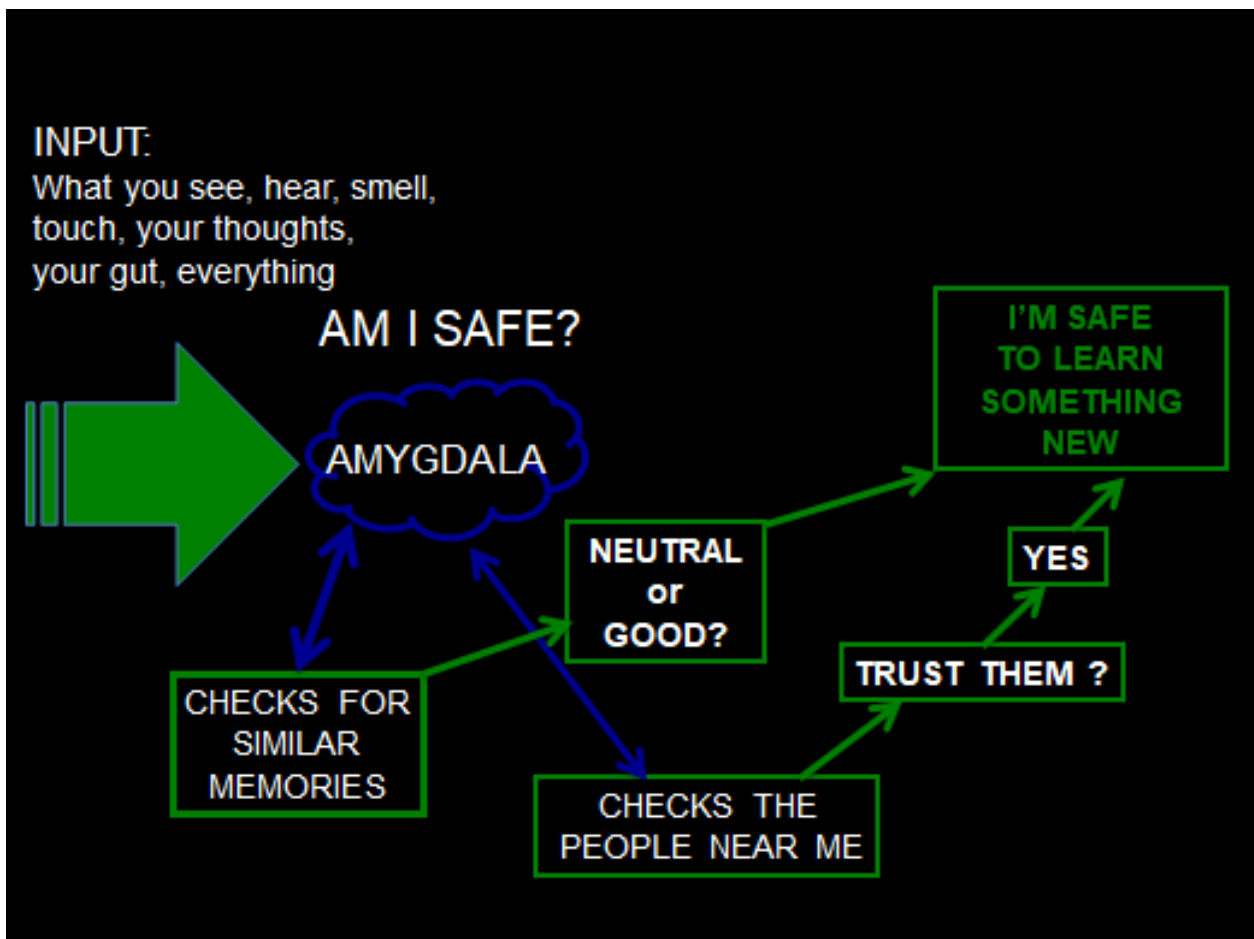 INPUT:
What you see, hear, smell,
touch, your thoughts,
your gut, everything
AM I SAFE?
AMYGDALA
CHECKS FOR
SIMILAR
MEMORIES
NEUTRAL
or
GOOD?
CHECKS THE
PEOPLE NEAR ME
TRUST THEM ?
YES
I'M SAFE
TO LEARN
SOMETHING
NEW